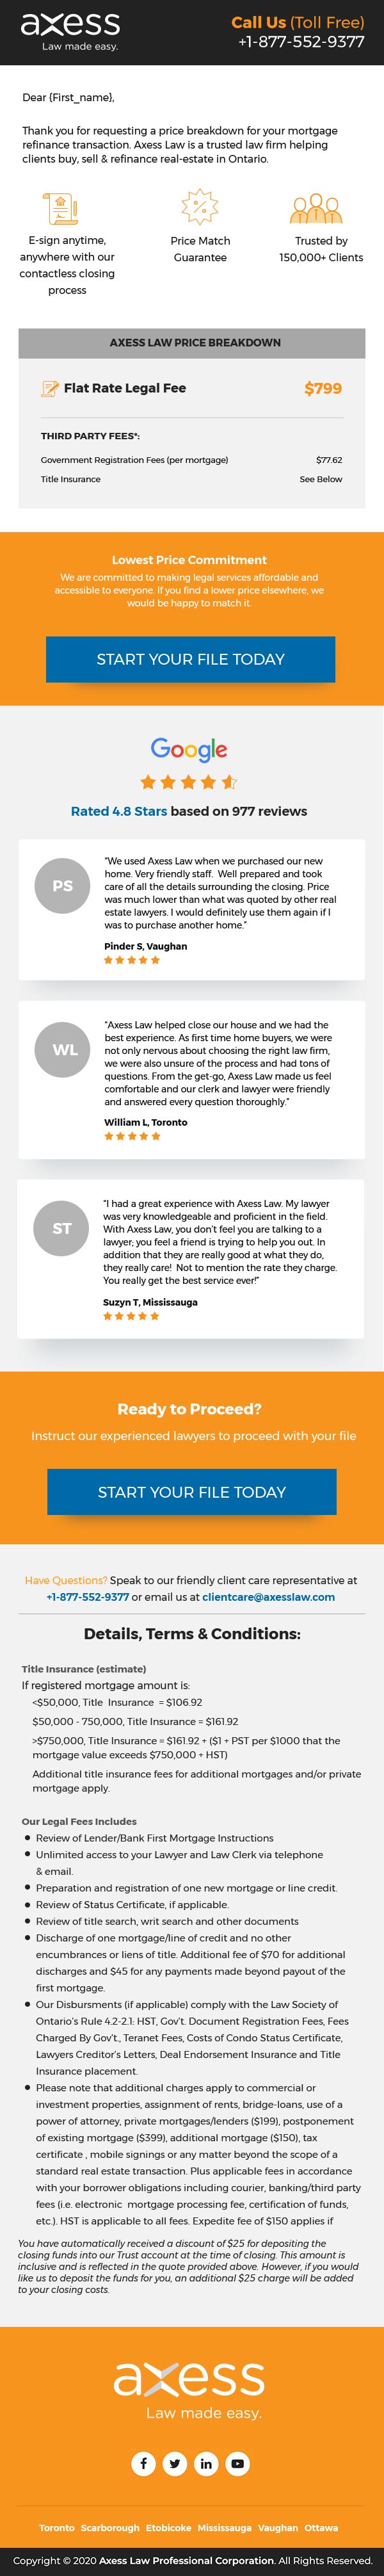 axess
Law made easy.
Call Us (Toll Free)
+1-877-552-9377
Dear {First_name},
Thank you for requesting a price breakdown for your mortgage
refinance transaction. Axess Law is a trusted law firm helping
clients buy, sell & refinance real-estate in Ontario.
E-sign anytime,
anywhere with our
contactless closing
process
Price Match
Guarantee
Trusted by
150,000+ Clients
AXESS LAW PRICE BREAKDOWN
Flat Rate Legal Fee $799
THIRD PARTY FEES*:
Government Registration Fees (per mortgage) $77.62
Title Insurance See Below
Lowest Price Commitment
We are committed to making legal services affordable and
accessible to everyone. If you find a lower price elsewhere, we
would be happy to match it.
START YOUR FILE TODAY
Google
Rated 4.8 Stars based on 977 reviews
PS
"We used Axess Law when we purchased our new
home. Very friendly staff.  Well prepared and took
care of all the details surrounding the closing. Price
was much lower than what was quoted by other real
estate lawyers. I would definitely use them again if I
was to purchase another home."
Pinder S, Vaughan
WL
"Axess Law helped close our house and we had the
best experience. As first time home buyers, we were
not only nervous about choosing the right law firm,
we were also unsure of the process and had tons of
questions. From the get-go, Axess Law made us feel
comfortable and our clerk and lawyer were friendly
and answered every question thoroughly."
William L, Toronto
ST
"I had a great experience with Axess Law. My lawyer
was very knowledgeable and proficient in the field.
With Axess Law, you don't feel you are talking to a
lawyer; you feel a friend is trying to help you out. In
addition that they are really good at what they do,
they really care!  Not to mention the rate they charge.
You really get the best service ever!"
Suzyn T, Mississauga
Ready to Proceed?
Instruct our experienced lawyers to proceed with your file
START YOUR FILE TODAY
Have Questions? Speak to our friendly client care representative at
+1-877-552-9377 or email us at clientcare@axesslaw.com
Details, Terms & Conditions:
Title Insurance (estimate)
If registered mortgage amount is:
<$50,000, Title  Insurance  = $106.92
$50,000 - 750,000, Title Insurance = $161.92
>$750,000, Title Insurance = $161.92 + ($1 + PST per $1000 that the
mortgage value exceeds $750,000 + HST)
Additional title insurance fees for additional mortgages and/or private
mortgage apply.
Our Legal Fees Includes
● Review of Lender/Bank First Mortgage Instructions
● Unlimited access to your Lawyer and Law Clerk via telephone
& email.
● Preparation and registration of one new mortgage or line credit.
● Review of Status Certificate, if applicable.
● Review of title search, writ search and other documents
● Discharge of one mortgage/line of credit and no other
encumbrances or liens of title. Additional fee of $70 for additional
discharges and $45 for any payments made beyond payout of the
first mortgage.
● Our Disbursments (if applicable) comply with the Law Society of
Ontario's Rule 4.2-2.1: HST, Gov't. Document Registration Fees, Fees
Charged By Gov't., Teranet Fees, Costs of Condo Status Certificate,
Lawyers Creditor's Letters, Deal Endorsement Insurance and Title
Insurance placement.
● Please note that additional charges apply to commercial or
investment properties, assignment of rents, bridge-loans, use of a
power of attorney, private mortgages/lenders ($199), postponement
of existing mortgage ($399), additional mortgage ($150), tax
certificate , mobile signings or any matter beyond the scope of a
standard real estate transaction. Plus applicable fees in accordance
with your borrower obligations including courier, banking/third party
fees (i.e. electronic  mortgage processing fee, certification of funds,
etc.). HST is applicable to all fees. Expedite fee of $150 applies if
You have automatically received a discount of $25 for depositing the
closing funds into our Trust account at the time of closing. This amount is
inclusive and is reflected in the quote provided above. However, if you would
like us to deposit the funds for you, an additional $25 charge will be added
to your closing costs.
axess
Law made easy.
Toronto Scarborough Etobicoke Mississauga Vaughan Ottawa
Copyright © 2020 Axess Law Professional Corporation. All Rights Reserved.